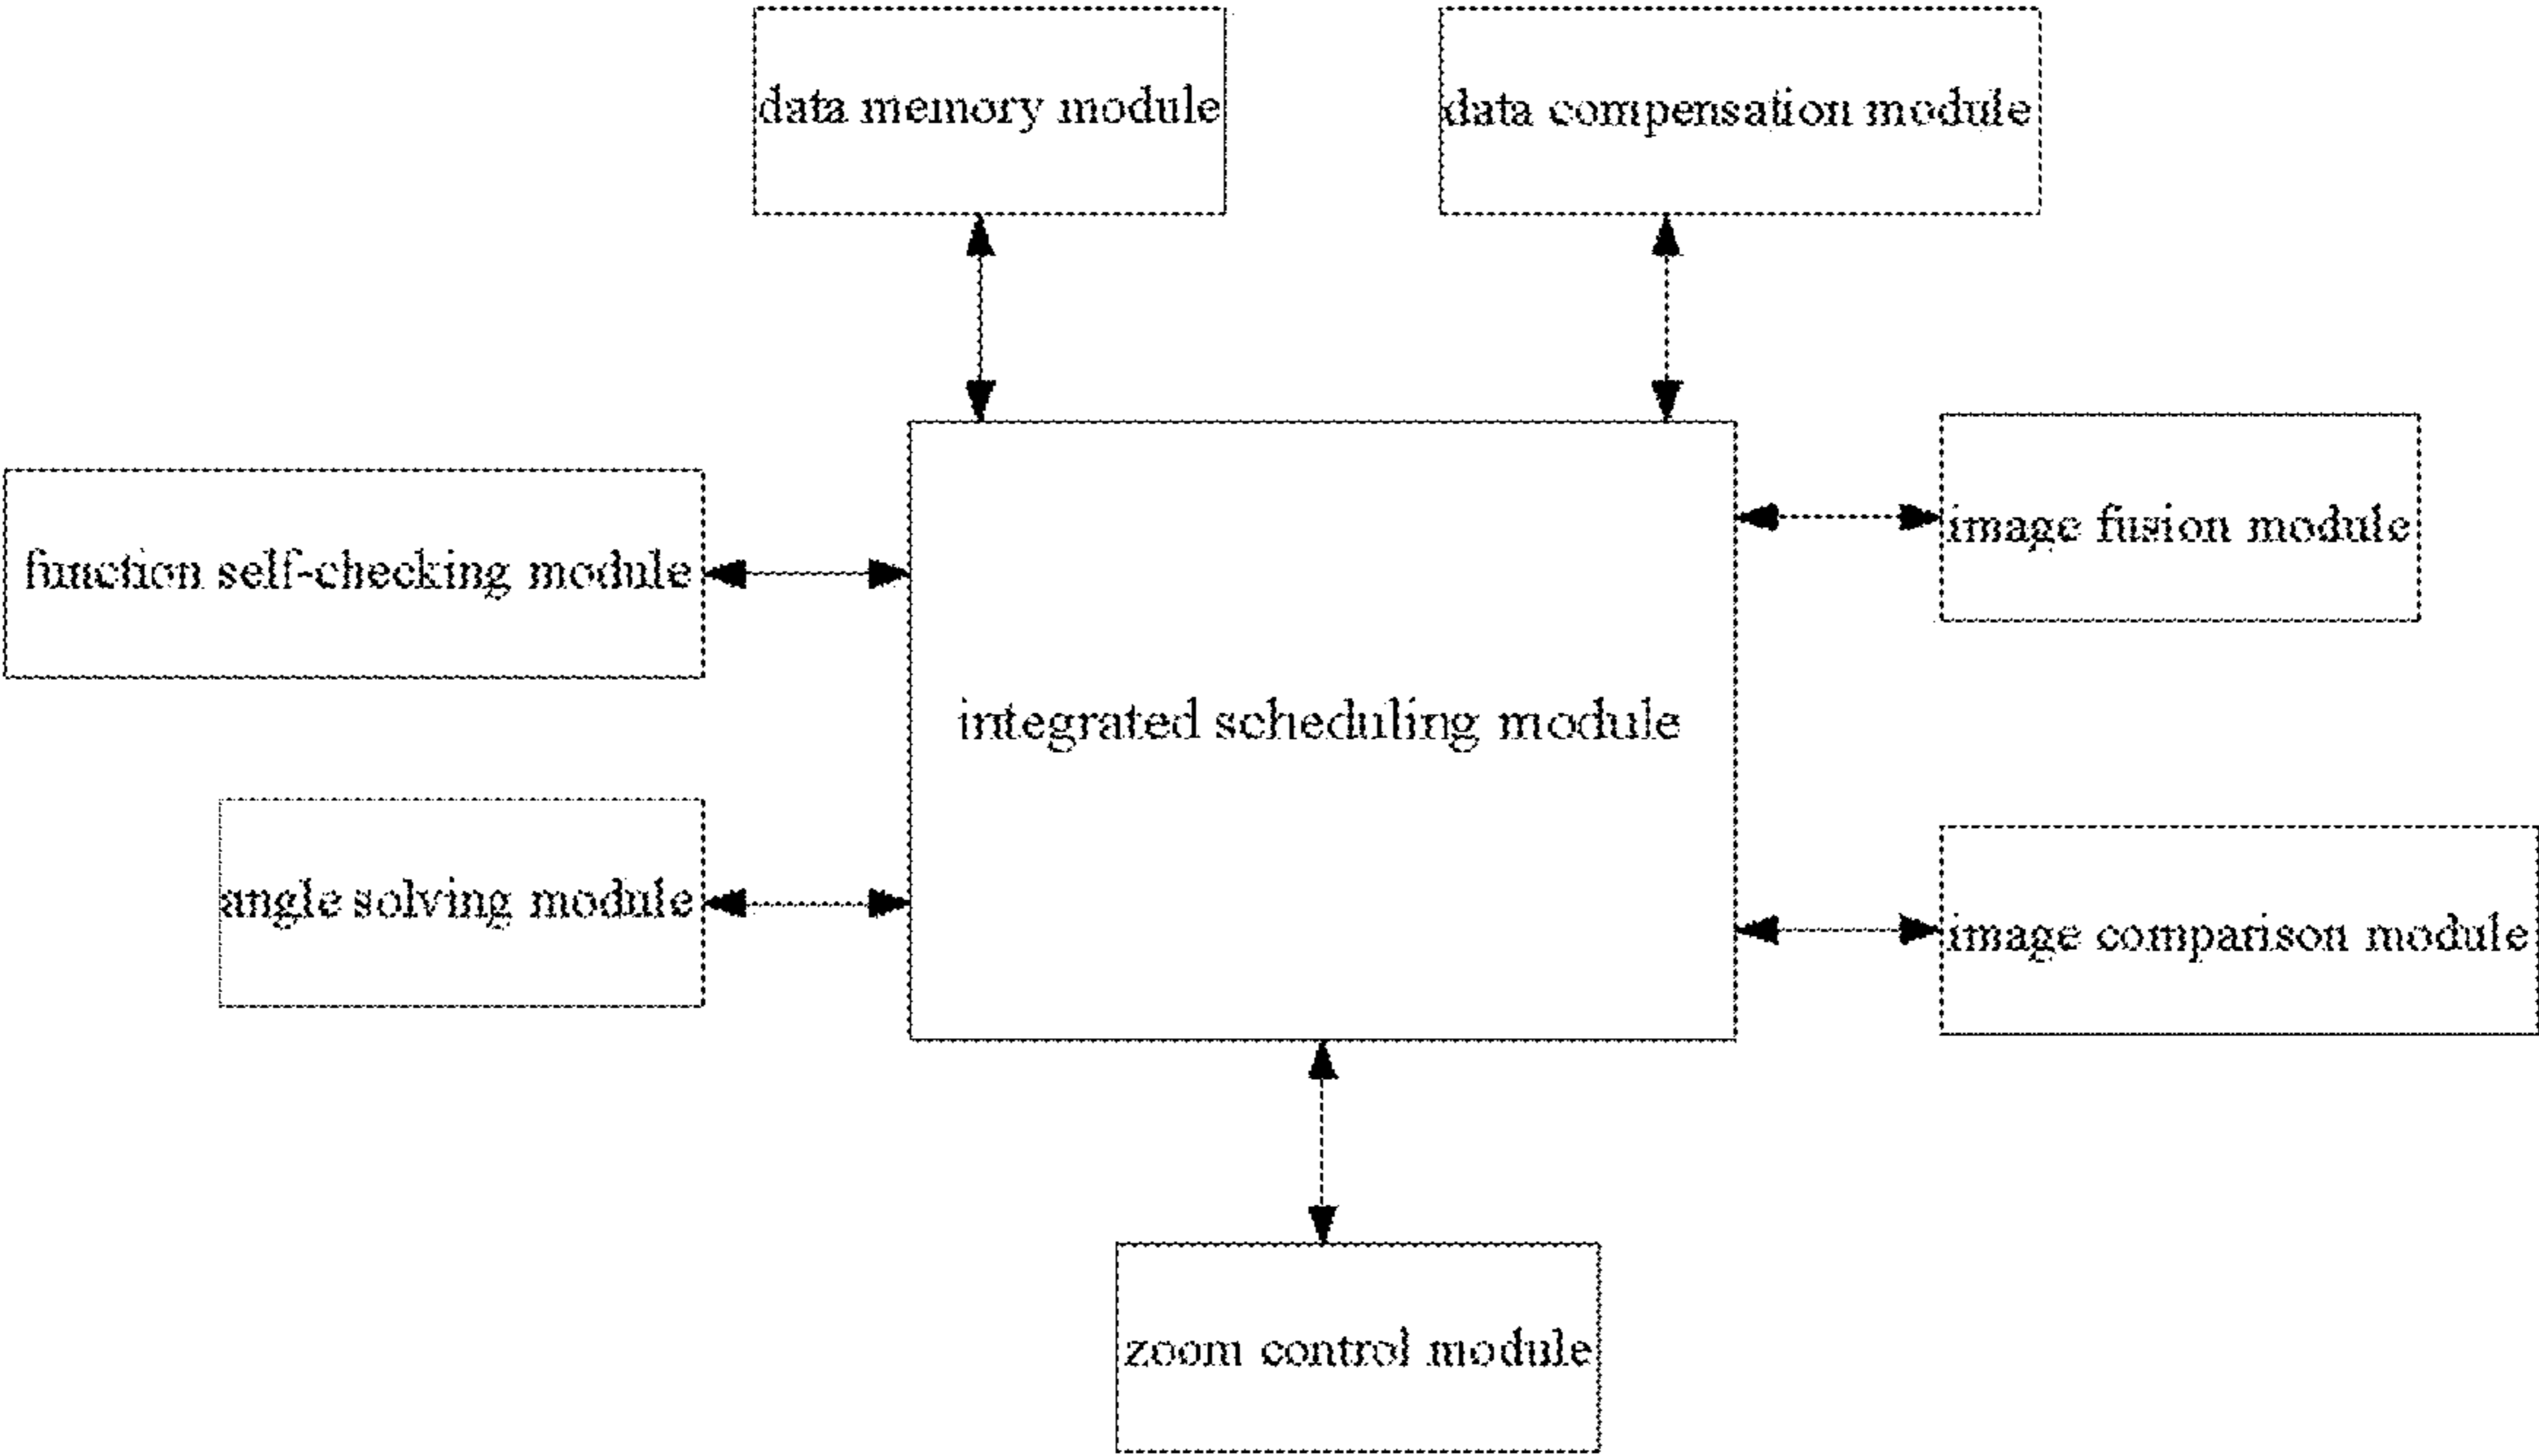 data memory module
data compensation module
image fusion module
function self-checking module
integrated scheduling module
angle solving module
image comparison module
zoom control module